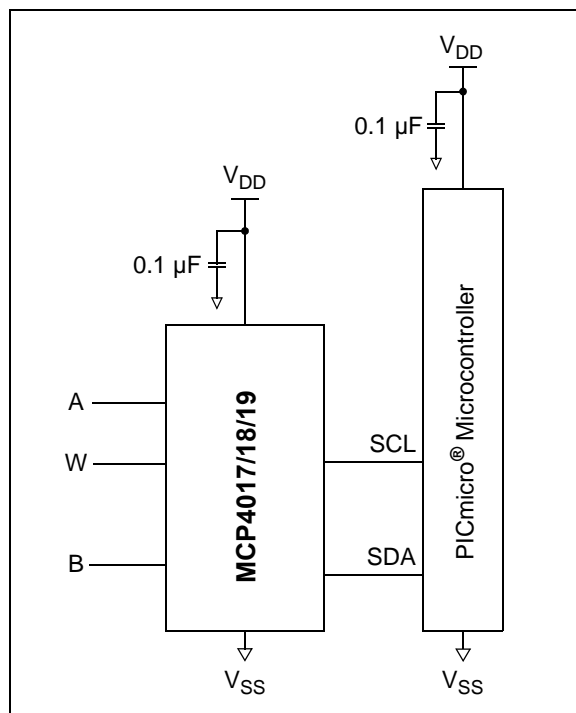 VDD
0.1 µF
VDD
0.1 µF
A
W
B
MCP4017/18/19
SCL
SDA
PICmicro® Microcontroller
VSS
VSS